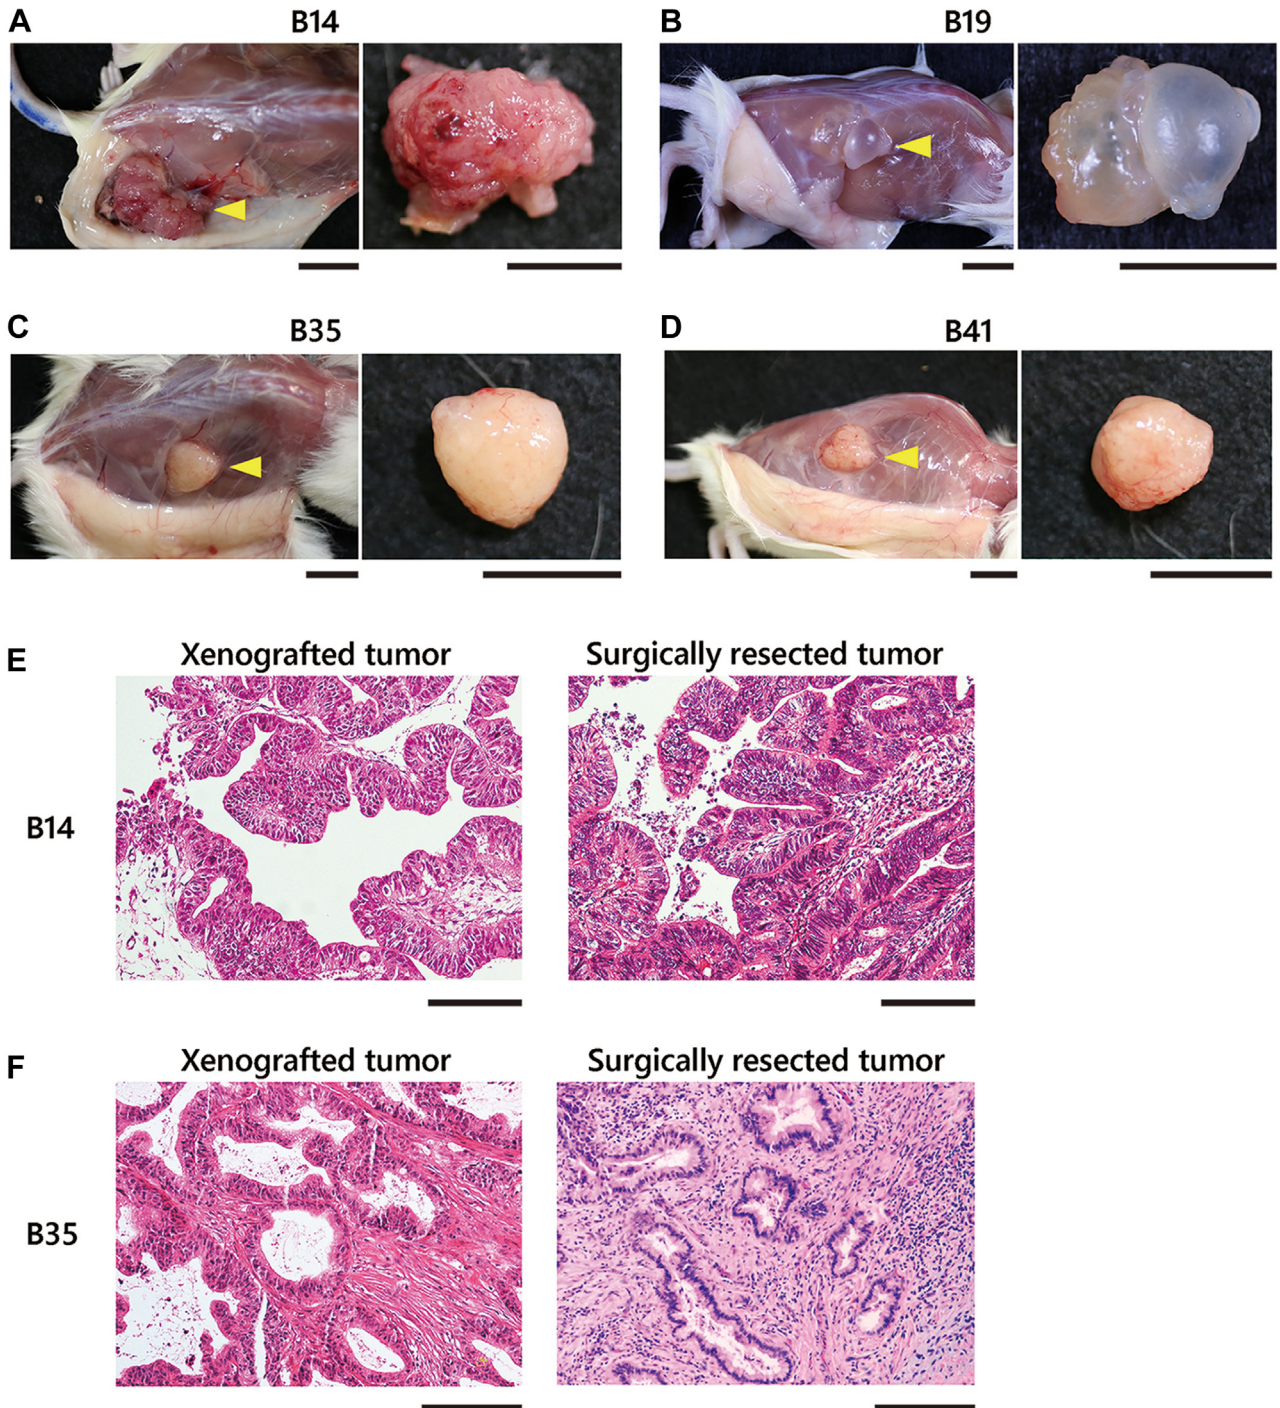 A
B14
B
B19
C
B35
D
B41
E
Xenografted tumor
Surgically resected tumor
B14
F
Xenografted tumor
Surgically resected tumor
B35